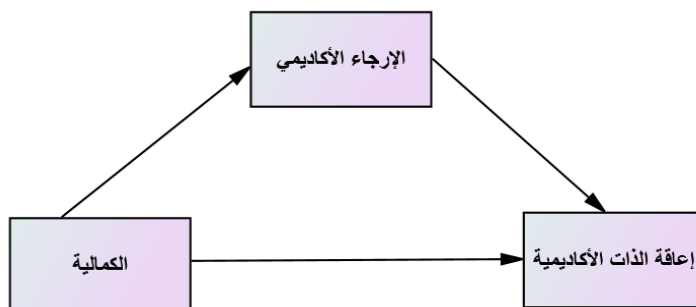 الإرجاء الأكاديمي
الكمالية
إعاقة الذات الأكاديمية